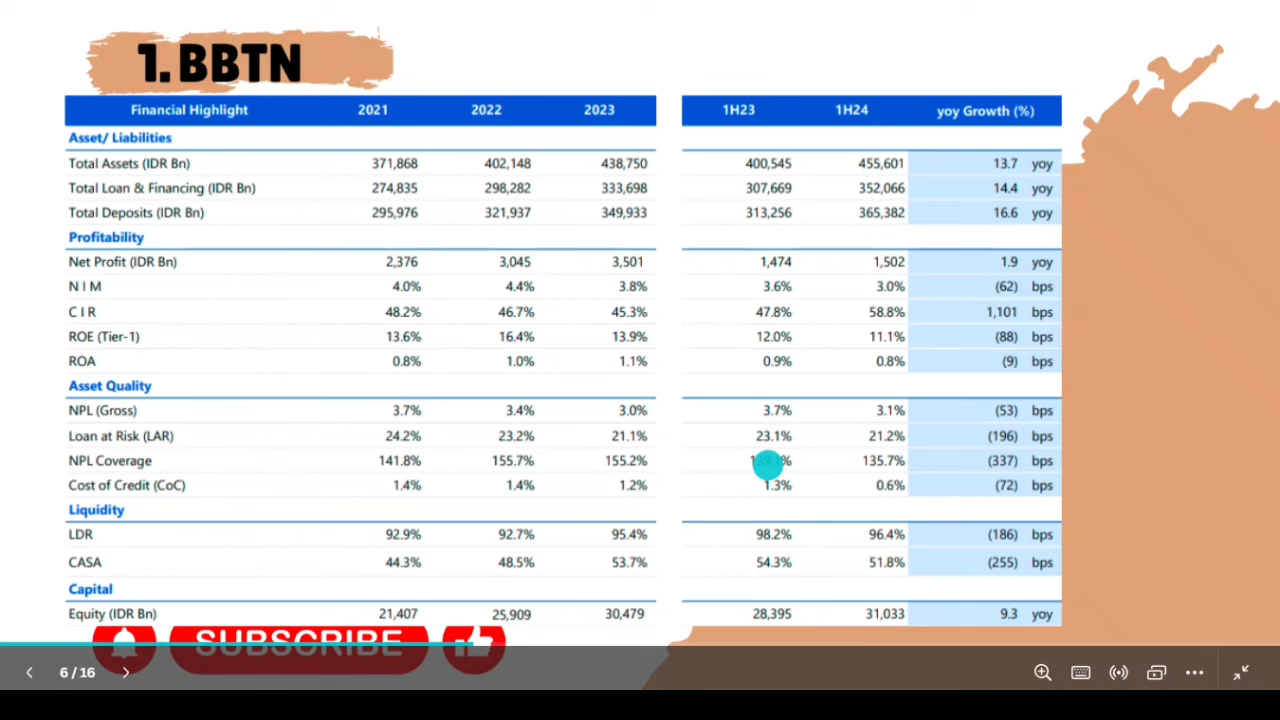 1. BBTN
Financial Highlight 2021 2022 2023 1H23 1H24 yoy Growth (%)
Asset/ Liabilities
Total Assets (IDR Bn) 371,868 402,148 438,750 400,545 455,601 13.7 yoy
Total Loan & Financing (IDR Bn) 274,835 298,282 333,698 307,669 352,066 14.4 yoy
Total Deposits (IDR Bn) 295,976 321,937 349,933 313,256 365,382 16.6 yoy
Profitability
Net Profit (IDR Bn) 2,376 3,045 3,501 1,474 1,502 1.9 yoy
N I M 4.0% 4.4% 3.8% 3.6% 3.0% (62) bps
C I R 48.2% 46.7% 45.3% 47.8% 58.8% 1,101 bps
ROE (Tier-1) 13.6% 16.4% 13.9% 12.0% 11.1% (88) bps
ROA 0.8% 1.0% 1.1% 0.9% 0.8% (9) bps
Asset Quality
NPL (Gross) 3.7% 3.4% 3.0% 3.7% 3.1% (53) bps
Loan at Risk (LAR) 24.2% 23.2% 21.1% 23.1% 21.2% (196) bps
NPL Coverage 141.8% 155.7% 155.2% 139.1% 135.7% (337) bps
Cost of Credit (CoC) 1.4% 1.4% 1.2% 1.3% 0.6% (72) bps
Liquidity
LDR 92.9% 92.7% 95.4% 98.2% 96.4% (186) bps
CASA 44.3% 48.5% 53.7% 54.3% 51.8% (255) bps
Capital
Equity (IDR Bn) 21,407 25,909 30,479 28,395 31,033 9.3 yoy
SUBSCRIBE
6 / 16